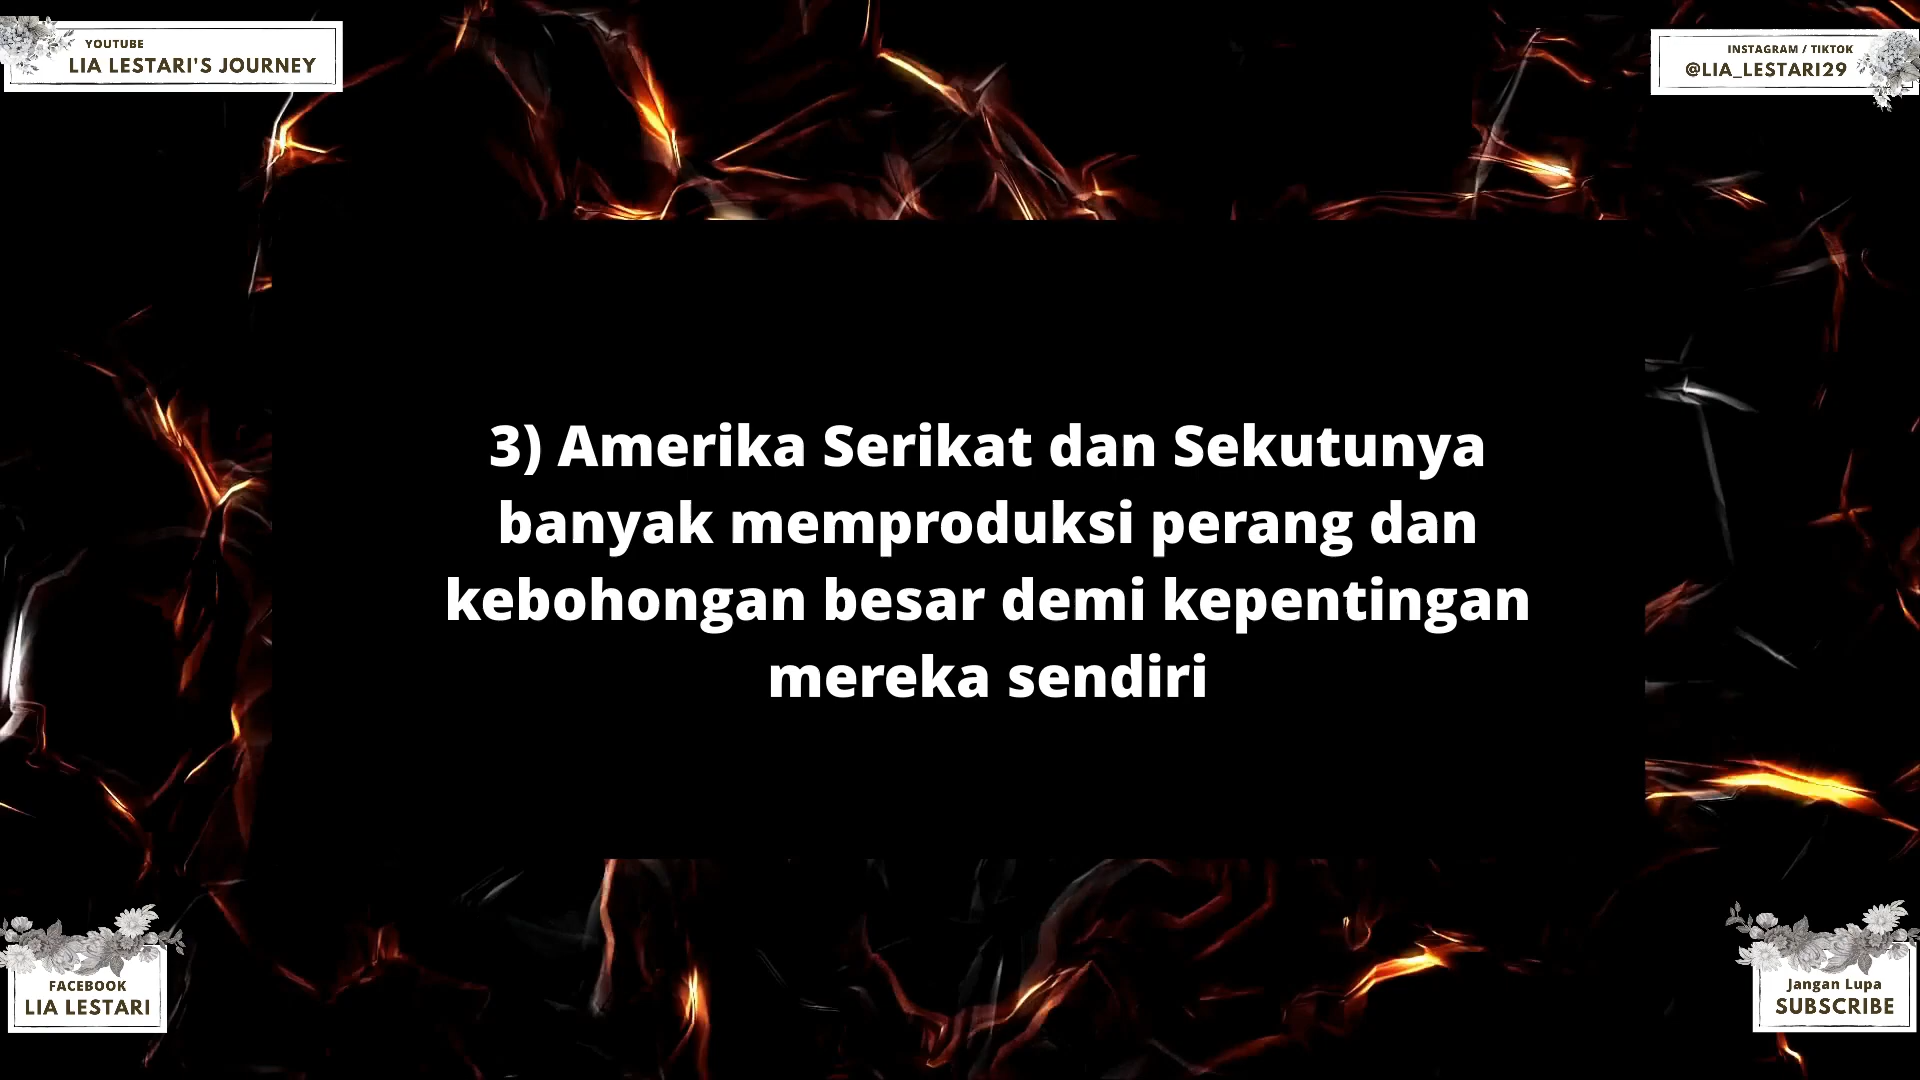 YOUTUBE
LIA LESTARI'S JOURNEY
INSTAGRAM / TIKTOK
@LIA_LESTARI29
3) Amerika Serikat dan Sekutunya
banyak memproduksi perang dan
kebohongan besar demi kepentingan
mereka sendiri
FACEBOOK
LIA LESTARI
Jangan Lupa
SUBSCRIBE